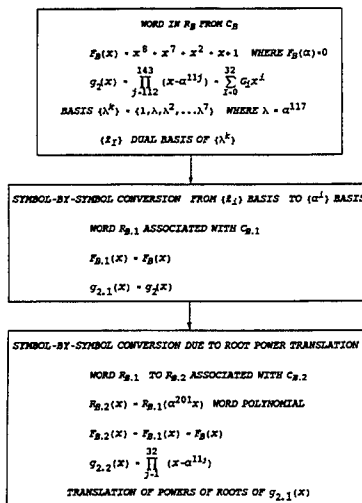 WORD IN R_B FROM C_B
F_B(x) = x^8 + x^7 + x^2 + x + 1 WHERE F_B(α) = 0
g_2(x) = ∏_{j=112}^{143} (x-α^{11j}) = ∑_{i=0}^{32} G_i x^i
BASIS {λ^k} = {1,λ,λ^2,...λ^7} WHERE λ = α^{117}
{ℓ_i} DUAL BASIS OF {λ^k}
SYMBOL-BY-SYMBOL CONVERSION FROM {ℓ_i} BASIS TO {α^i} BASIS
WORD R_{B.1} ASSOCIATED WITH C_{B.1}
F_{B.1}(x) = F_B(x)
g_{2.1}(x) = g_2(x)
SYMBOL-BY-SYMBOL CONVERSION DUE TO ROOT POWER TRANSLATION
WORD R_{B.1} TO R_{B.2} ASSOCIATED WITH C_{B.2}
R_{B.2}(x) = R_{B.1}(α^{201}x) WORD POLYNOMIAL
F_{B.2}(x) = F_{B.1}(x) = F_B(x)
g_{2.2}(x) = ∏_{j=1}^{32} (x-α^{11j})
TRANSLATION OF POWERS OF ROOTS OF g_{2.1}(x)